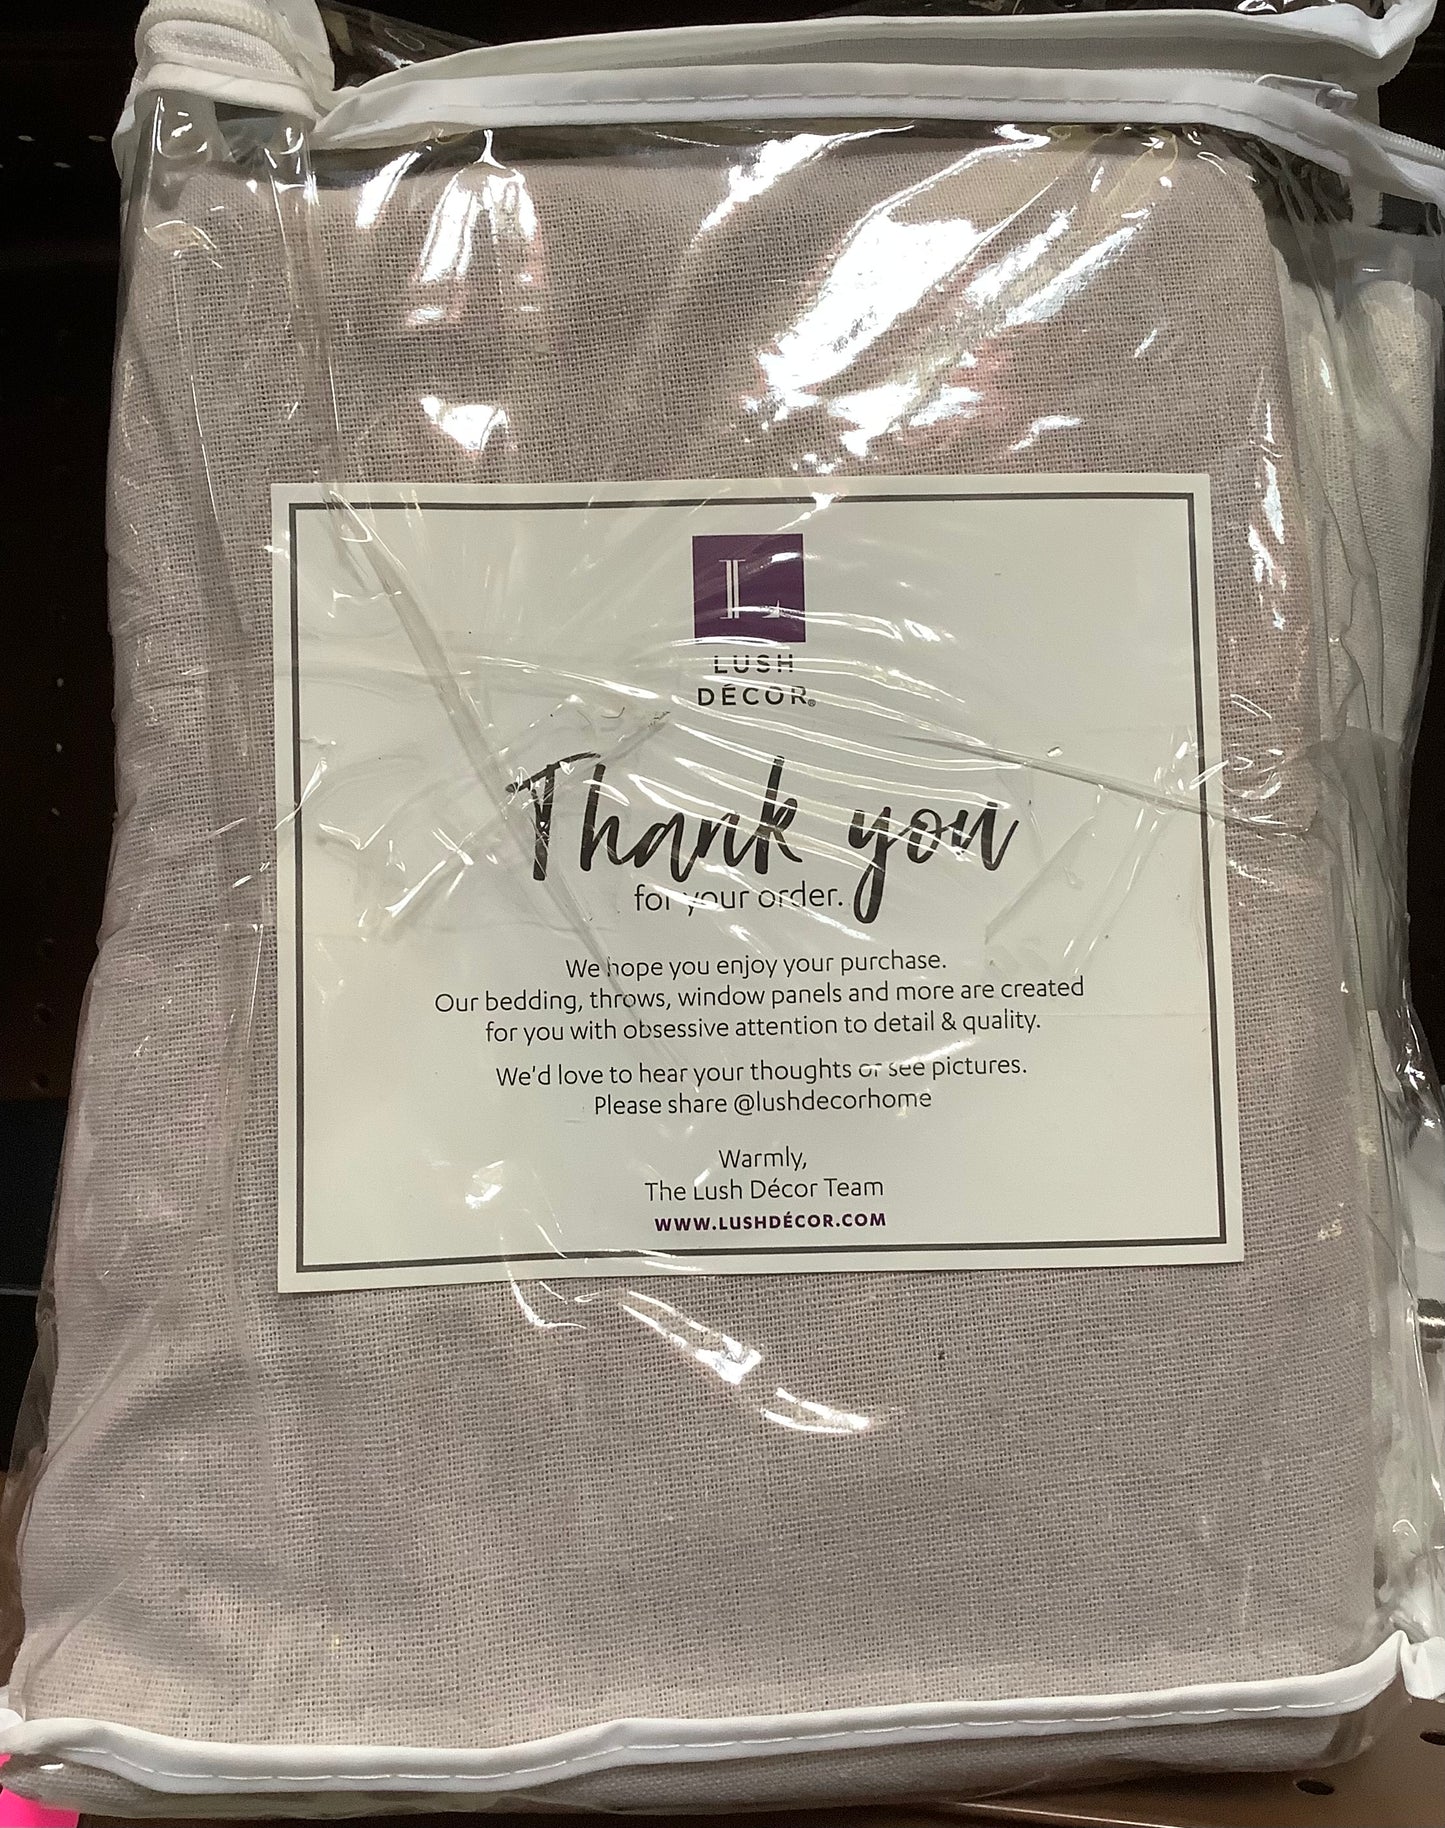 L
LUSH
DÉCOR®
Thank you
for your order.
We hope you enjoy your purchase.
Our bedding, throws, window panels and more are created
for you with obsessive attention to detail & quality.
We'd love to hear your thoughts or see pictures.
Please share @lushdecorhome
Warmly,
The Lush Décor Team
WWW.LUSHDÉCOR.COM